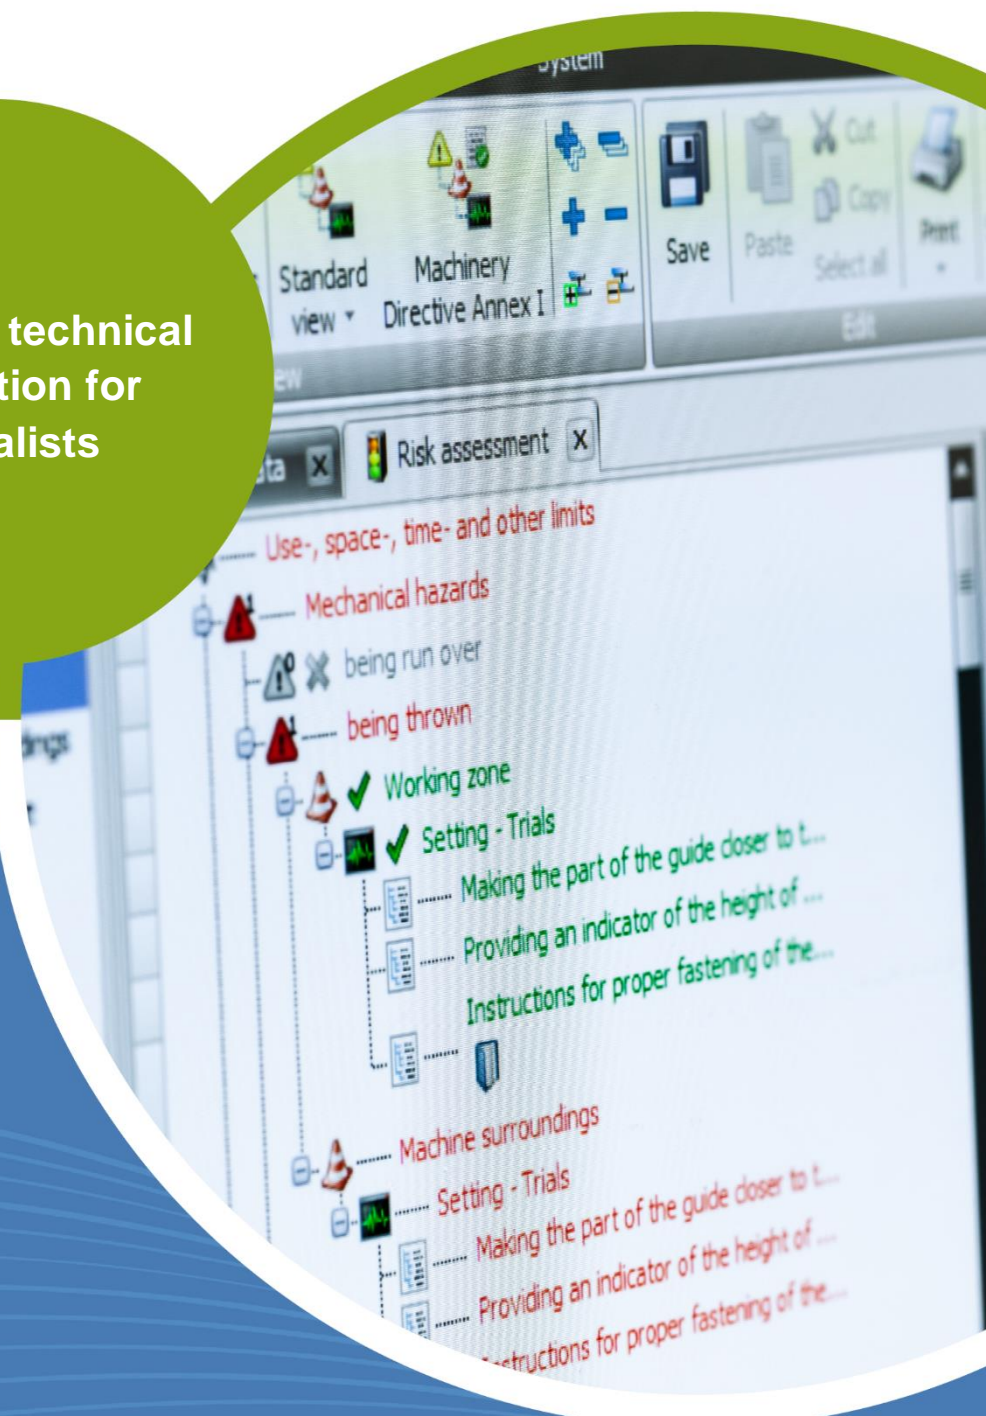 System
Standard
view
Machinery
Directive Annex I
Save
Paste
Cut
Copy
Select all
Print
Edit
technical
tion for
alists
Risk assessment
Use-, space-, time- and other limits
Mechanical hazards
being run over
being thrown
Working zone
Setting - Trials
Making the part of the guide closer to t...
Providing an indicator of the height of ...
Instructions for proper fastening of the...
Machine surroundings
Setting - Trials
Making the part of the guide closer to t...
Providing an indicator of the height of ...
Instructions for proper fastening of the...